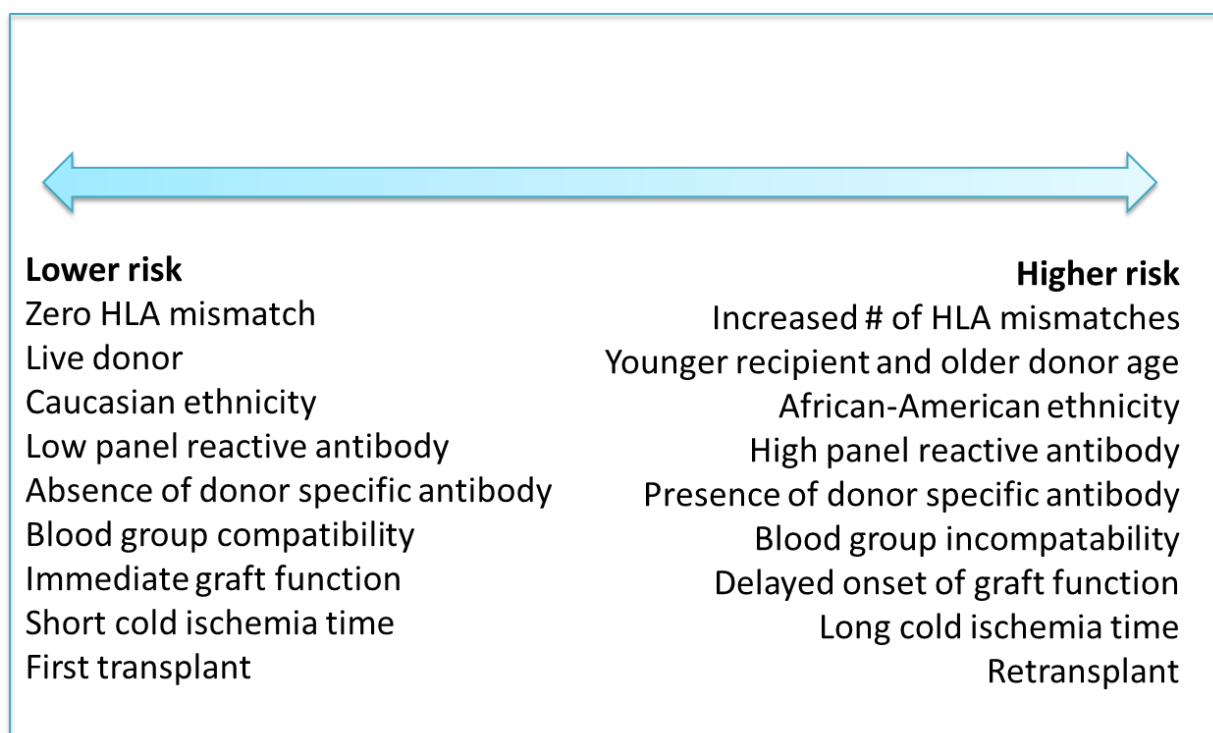 Lower risk
Zero HLA mismatch
Live donor
Caucasian ethnicity
Low panel reactive antibody
Absence of donor specific antibody
Blood group compatibility
Immediate graft function
Short cold ischemia time
First transplant
Higher risk
Increased # of HLA mismatches
Younger recipient and older donor age
African-American ethnicity
High panel reactive antibody
Presence of donor specific antibody
Blood group incompatability
Delayed onset of graft function
Long cold ischemia time
Retransplant